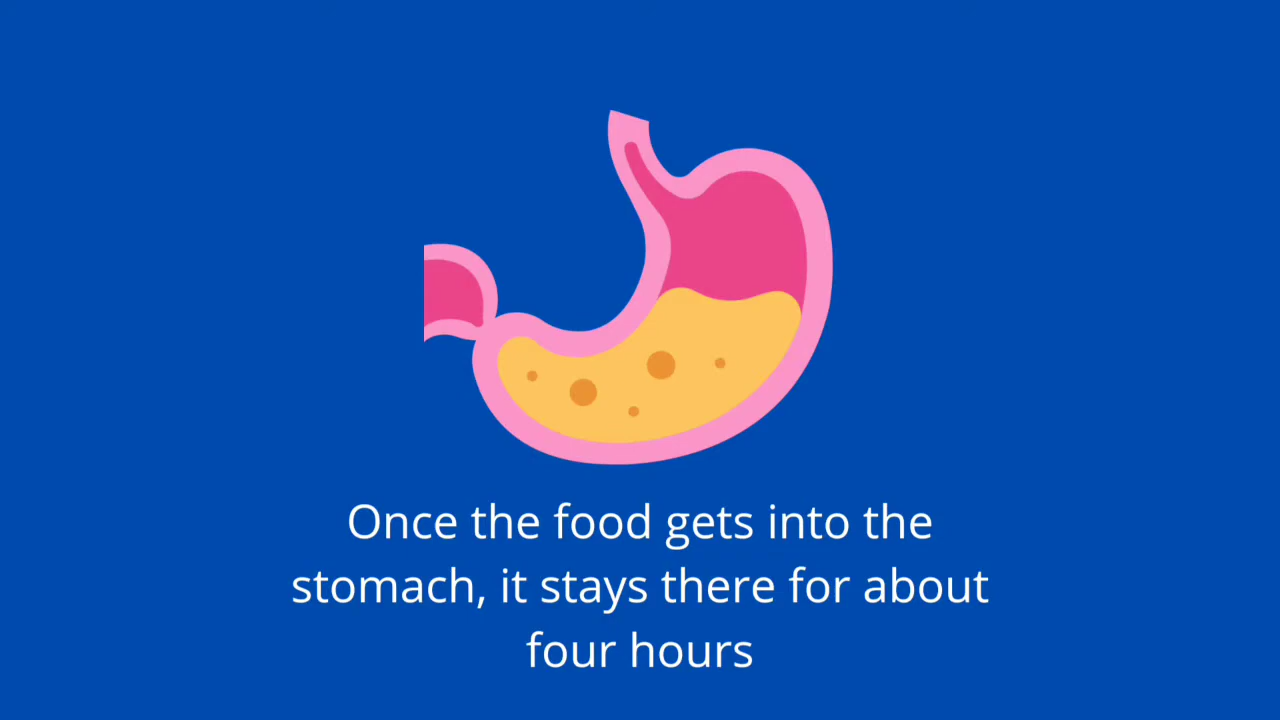 Once the food gets into the
stomach, it stays there for about
four hours